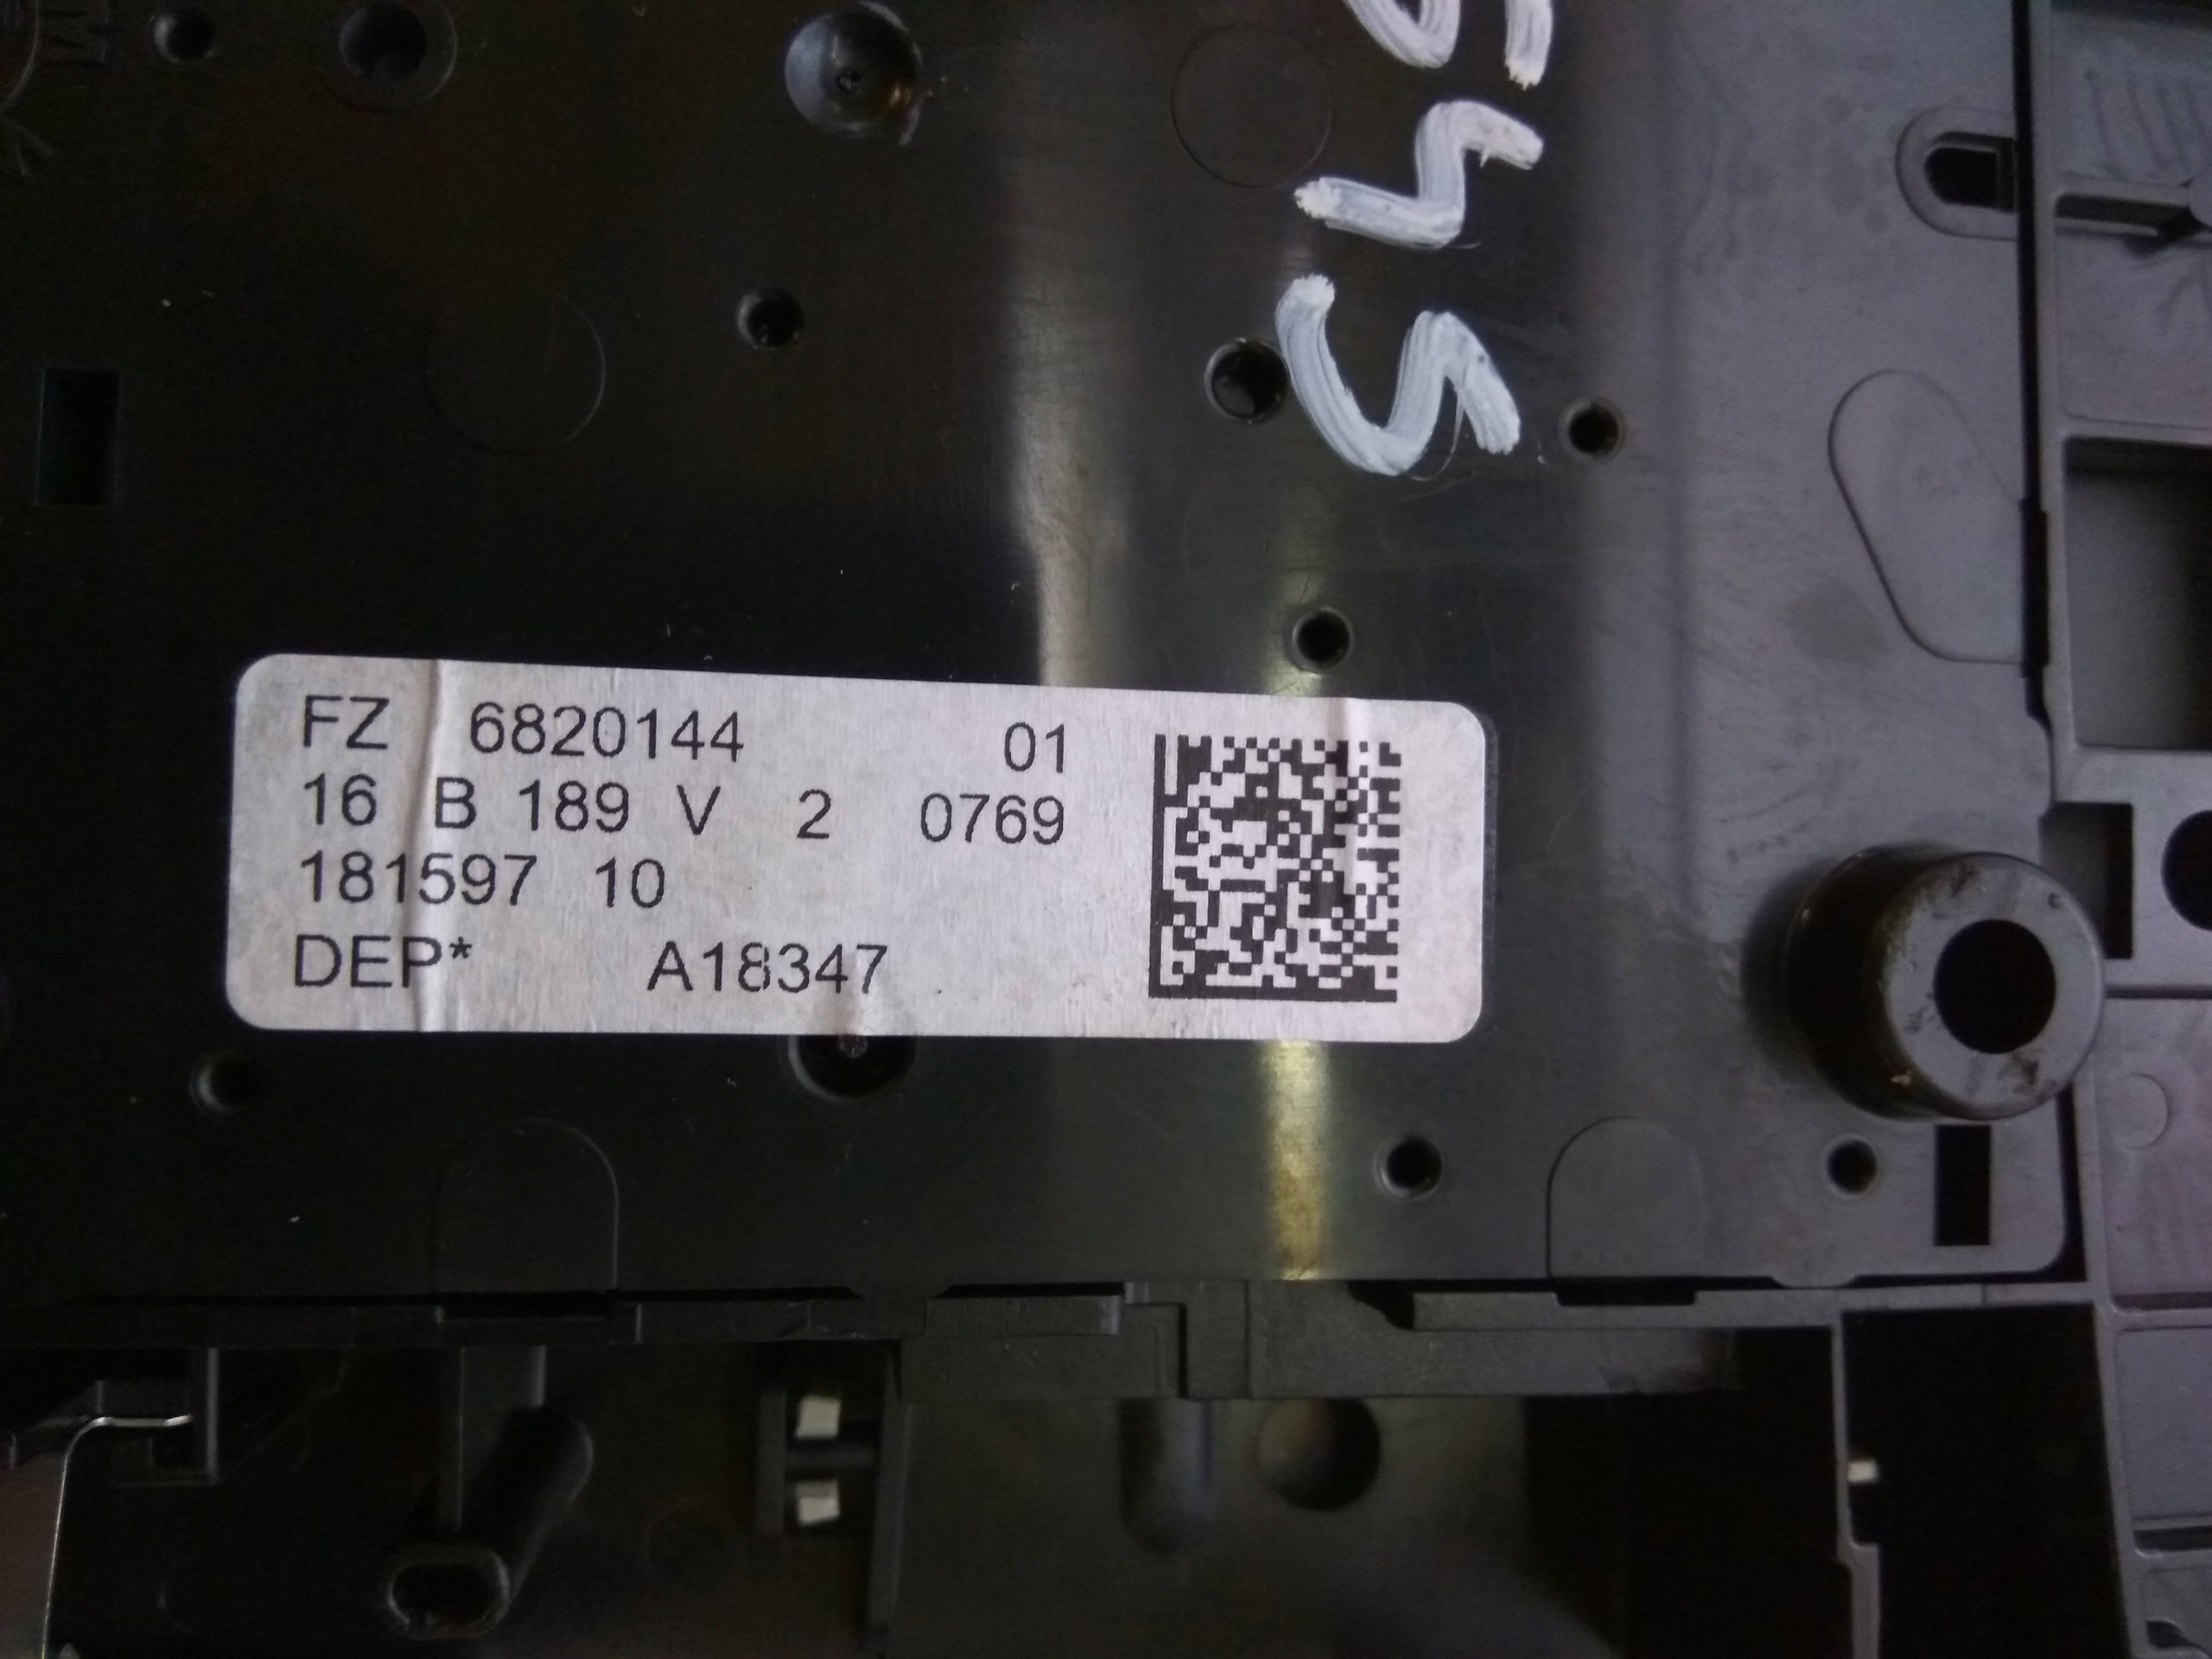 FZ 6820144 01
16 B 189 V 2 0769
181597 10
DEP* A18347